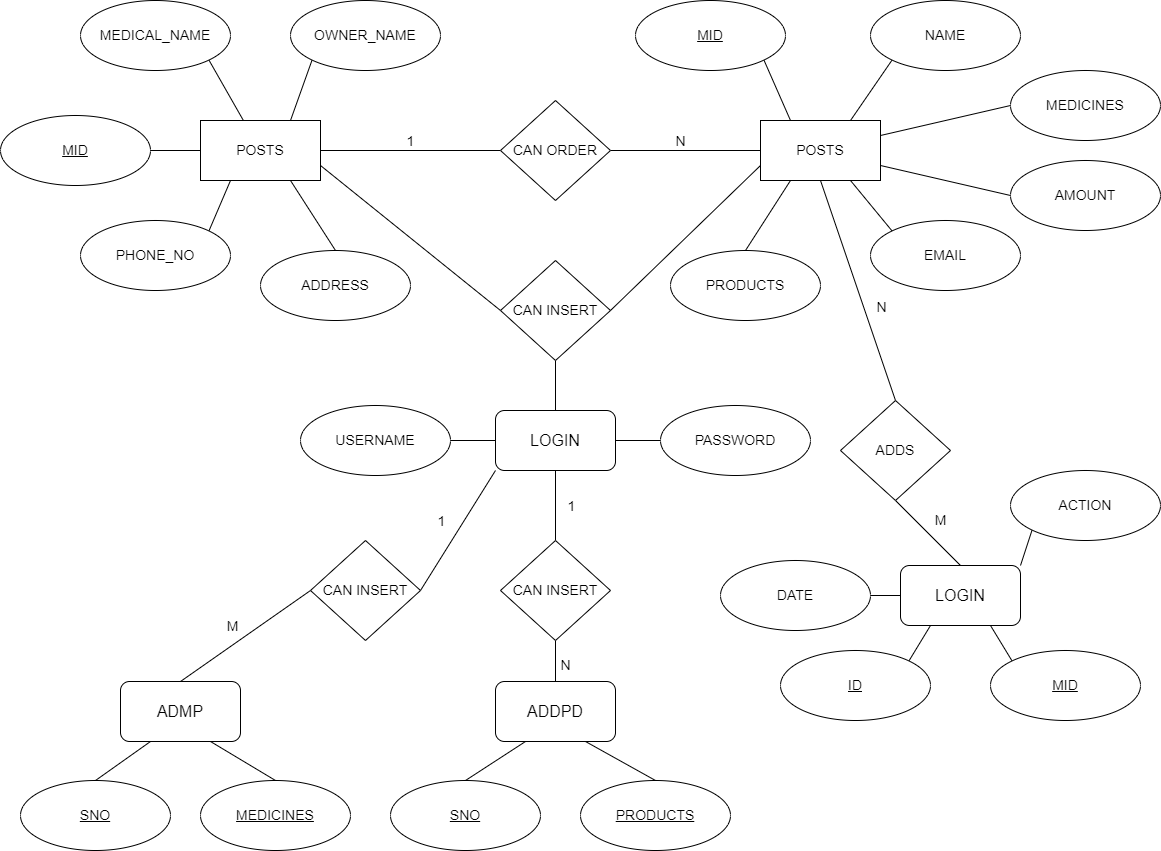 MEDICAL_NAME
OWNER_NAME
MID
NAME
MEDICINES
MID
POSTS
1
CAN ORDER
N
POSTS
AMOUNT
PHONE_NO
ADDRESS
PRODUCTS
EMAIL
CAN INSERT
N
USERNAME
LOGIN
PASSWORD
ADDS
1
1
M
ACTION
CAN INSERT
CAN INSERT
DATE
LOGIN
M
N
ID
MID
ADMP
ADDPD
SNO
MEDICINES
SNO
PRODUCTS